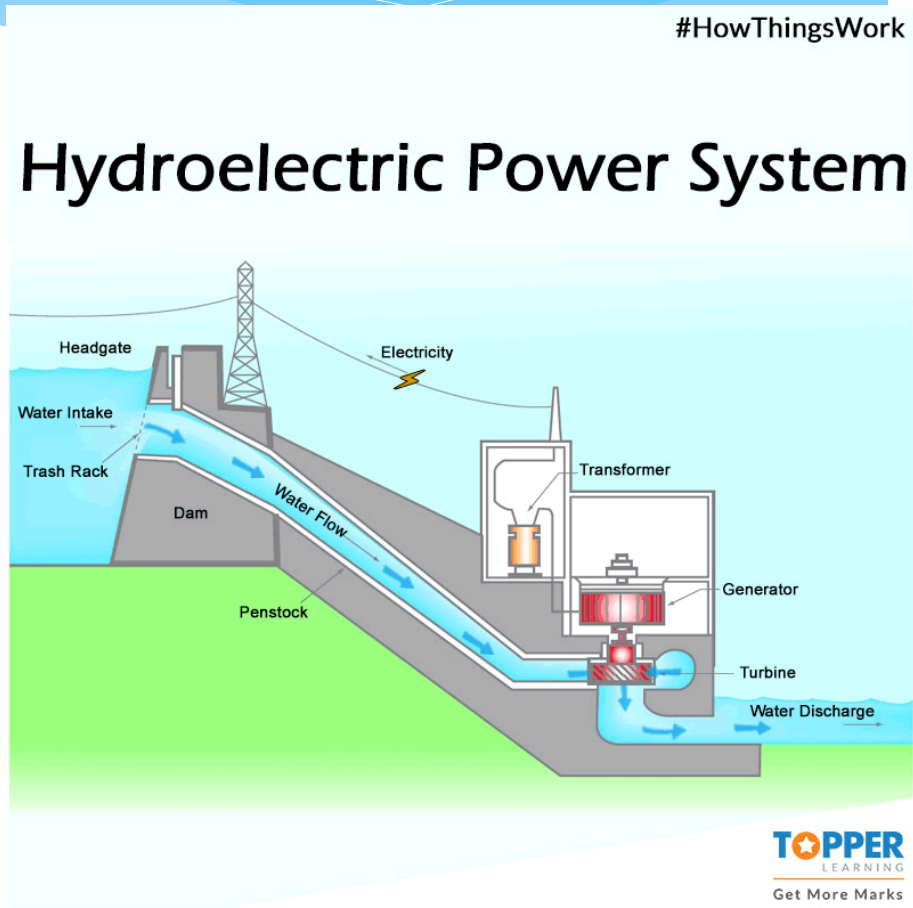 #HowThingsWork
Hydroelectric Power System
Headgate
Electricity
Water Intake
Trash Rack
Transformer
Dam
Water Flow
Penstock
Generator
Turbine
Water Discharge
TOPPER
LEARNING
Get More Marks